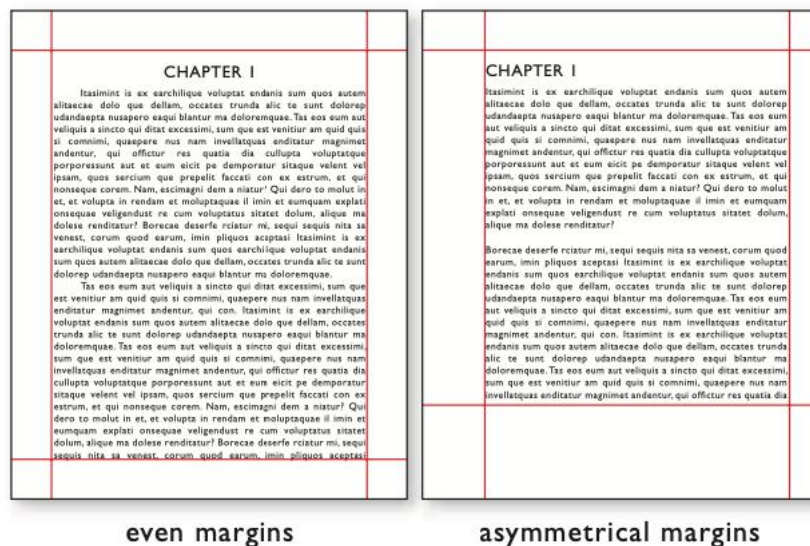 CHAPTER I
Itasimint is ex earchilique voluptat endanis sum quos autem
alitaecae dolo que dellam, occates trunda alic te sunt dolorep
udandaepta nusapero eaqui blantur ma doloremquae. Tas eos eum aut
veliquis a sincto qui ditat excessimi, sum que est venitiur am quid quis
si comnimi, quaepere nus nam invellatquas enditatur magnimet
andentur, qui offictur res quatia dia cullupta voluptatque
porporessunt aut et eum eicit pe demporatur sitaque velent vel
ipsam, quos sercium que prepelit faccati con ex estrum, et qui
nonseque corem. Nam, escimagni dem a niatur? Qui dero to molut in
et, et volupta in rendam et moluptaquae il imin et eumquam explati
onsequae veligendust re cum voluptatus sitatet dolum, alique ma
dolese renditatur? Borecae deserfe rciatur mi, sequi sequis nita sa
venest, corum quod earum, imin pliquos aceptasi Itasimint is ex
earchilique voluptat endanis sum quos earchilique voluptat endanis
sum quos autem alitaecae dolo que dellam, occates trunda alic te sunt
dolorep udandaepta nusapero eaqui blantur ma doloremquae.
Tas eos eum aut veliquis a sincto qui ditat excessimi, sum que
est venitiur am quid quis si comnimi, quaepere nus nam invellatquas
enditatur magnimet andentur, qui con. Itasimint is ex earchilique
voluptat endanis sum quos autem alitaecae dolo que dellam, occates
trunda alic te sunt dolorep udandaepta nusapero eaqui blantur ma
doloremquae. Tas eos eum aut veliquis a sincto qui ditat excessimi,
sum que est venitiur am quid quis si comnimi, quaepere nus nam
invellatquas enditatur magnimet andentur, qui offictur res quatia dia
cullupta voluptatque porporessunt aut et eum eicit pe demporatur
sitaque velent vel ipsam, quos sercium que prepelit faccati con ex
estrum, et qui nonseque corem. Nam, escimagni dem a niatur? Qui
dero to molut in et, et volupta in rendam et moluptaquae il imin et
eumquam explati onsequae veligendust re cum voluptatus sitatet
dolum, alique ma dolese renditatur? Borecae deserfe rciatur mi, sequi
sequis nita sa venest, corum quod earum, imin pliquos aceptasi
even margins
CHAPTER I
Itasimint is ex earchilique voluptat endanis sum quos autem
alitaecae dolo que dellam, occates trunda alic te sunt dolorep
udandaepta nusapero eaqui blantur ma doloremquae. Tas eos eum
aut veliquis a sincto qui ditat excessimi, sum que est venitiur am
quid quis si comnimi, quaepere nus nam invellatquas enditatur
magnimet andentur, qui offictur res quatia dia cullupta voluptatque
porporessunt aut et eum eicit pe demporatur sitaque velent vel
ipsam, quos sercium que prepelit faccati con ex estrum, et qui
nonseque corem. Nam, escimagni dem a niatur? Qui dero to molut
in et, et volupta in rendam et moluptaquae il imin et eumquam
explati onsequae veligendust re cum voluptatus sitatet dolum,
alique ma dolese renditatur?
Borecae deserfe rciatur mi, sequi sequis nita sa venest, corum quod
earum, imin pliquos aceptasi Itasimint is ex earchilique voluptat
endanis sum quos earchilique voluptat endanis sum quos autem
alitaecae dolo que dellam, occates trunda alic te sunt dolorep
udandaepta nusapero eaqui blantur ma doloremquae. Tas eos eum
aut veliquis a sincto qui ditat excessimi, sum que est venitiur am
quid quis si comnimi, quaepere nus nam invellatquas enditatur
magnimet andentur, qui con. Itasimint is ex earchilique voluptat
endanis sum quos autem alitaecae dolo que dellam, occates trunda
alic te sunt dolorep udandaepta nusapero eaqui blantur ma
doloremquae. Tas eos eum aut veliquis a sincto qui ditat excessimi,
sum que est venitiur am quid quis si comnimi, quaepere nus nam
invellatquas enditatur magnimet andentur, qui offictur res quatia dia
asymmetrical margins